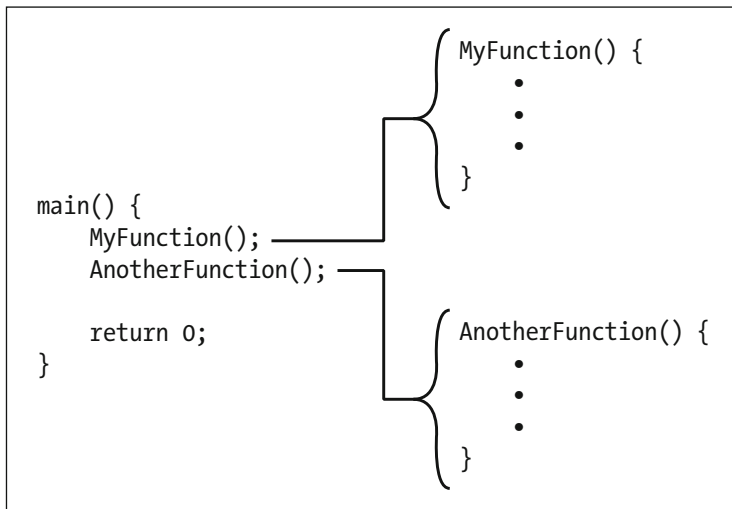 MyFunction() {
}
main() {
MyFunction();
AnotherFunction();
return 0;
}
AnotherFunction() {
}